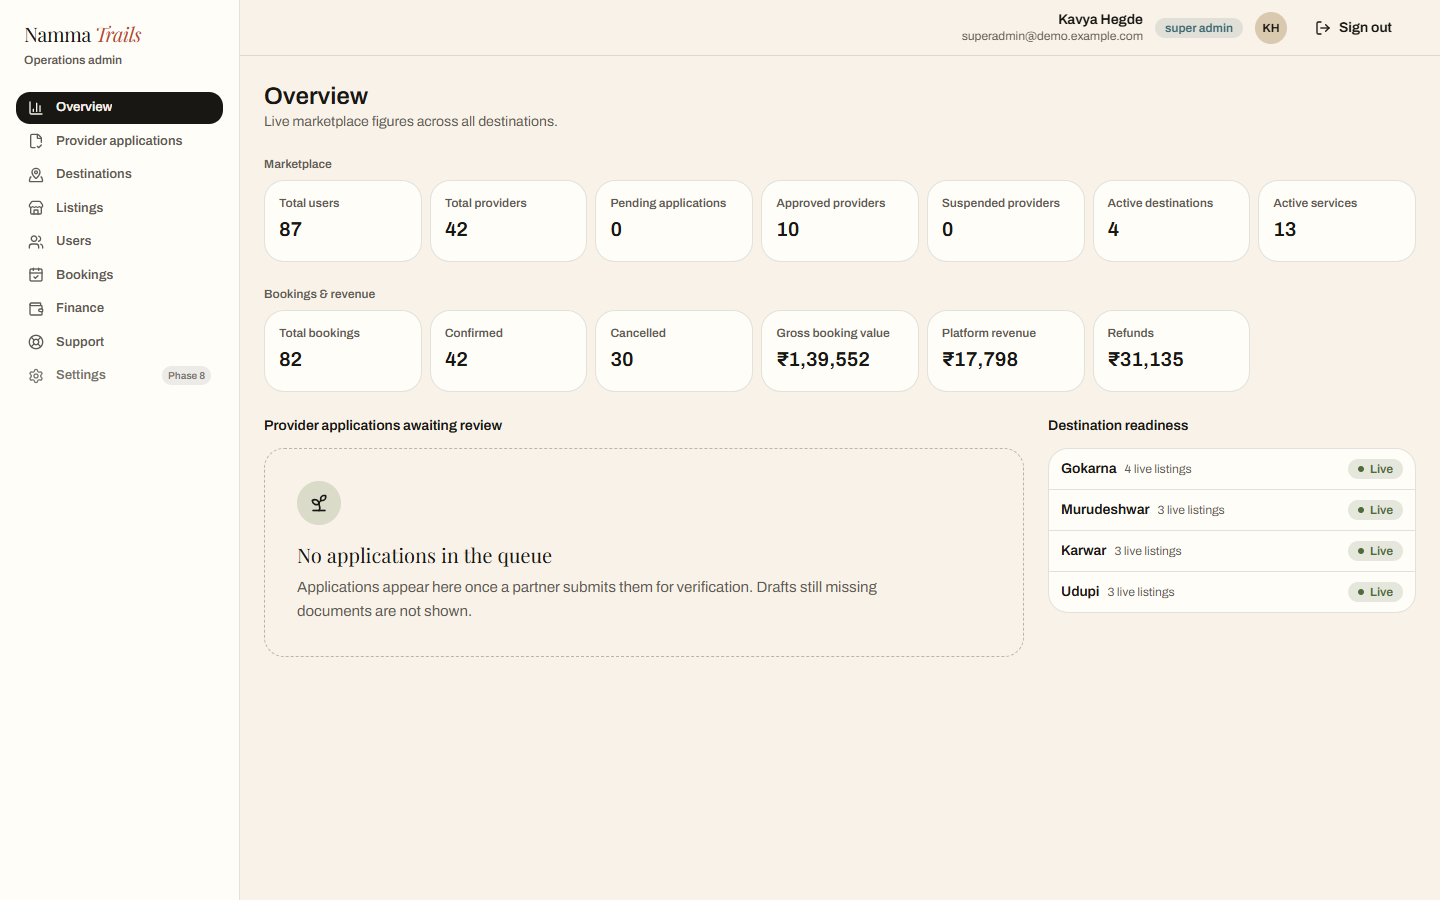 Namma Trails
Operations admin
Overview
Provider applications
Destinations
Listings
Users
Bookings
Finance
Support
Settings Phase 8
Kavya Hegde
superadmin@demo.example.com
super admin
KH
Sign out
Overview
Live marketplace figures across all destinations.
Marketplace
Total users
87
Total providers
42
Pending applications
0
Approved providers
10
Suspended providers
0
Active destinations
4
Active services
13
Bookings & revenue
Total bookings
82
Confirmed
42
Cancelled
30
Gross booking value
₹1,39,552
Platform revenue
₹17,798
Refunds
₹31,135
Provider applications awaiting review
No applications in the queue
Applications appear here once a partner submits them for verification. Drafts still missing
documents are not shown.
Destination readiness
Gokarna 4 live listings Live
Murudeshwar 3 live listings Live
Karwar 3 live listings Live
Udupi 3 live listings Live